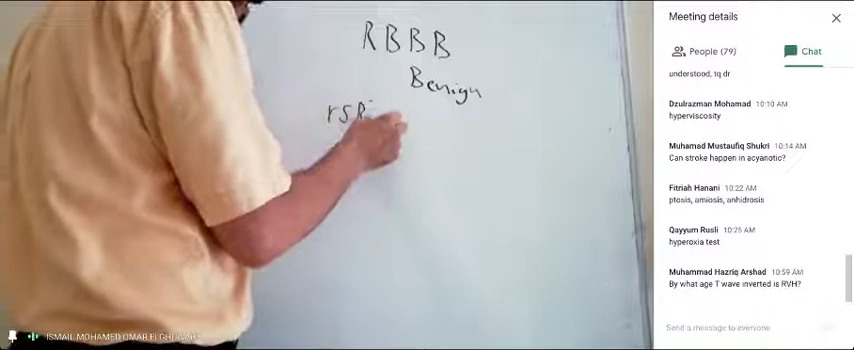 RBBB
Benign
rSR
Meeting details
People (79)
Chat
understood, tq dr
Dzulrazman Mohamad 10:10 AM
hyperviscosity
Muhamad Mustaufiq Shukri 10:14 AM
Can stroke happen in acyanotic?
Fitriah Hanani 10:22 AM
ptosis, amiosis, anhidrosis
Qayyum Rusli 10:25 AM
hyperoxia test
Muhammad Hazriq Arshad 10:59 AM
By what age T wave inverted is RVH?
Send a message to everyone
ISMAIL MOHAMED OMAR